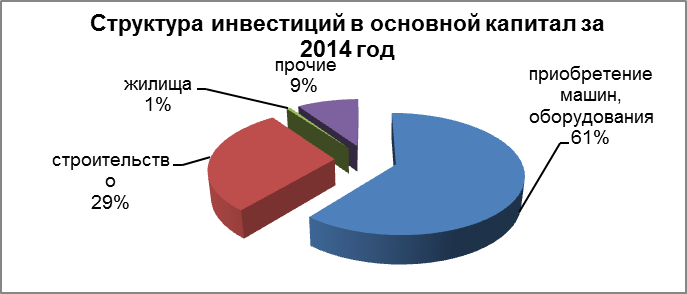 Структура инвестиций в основной капитал за
2014 год
прочие
9%
жилища
1%
приобретение
машин,
оборудования
61%
строительств
о
29%